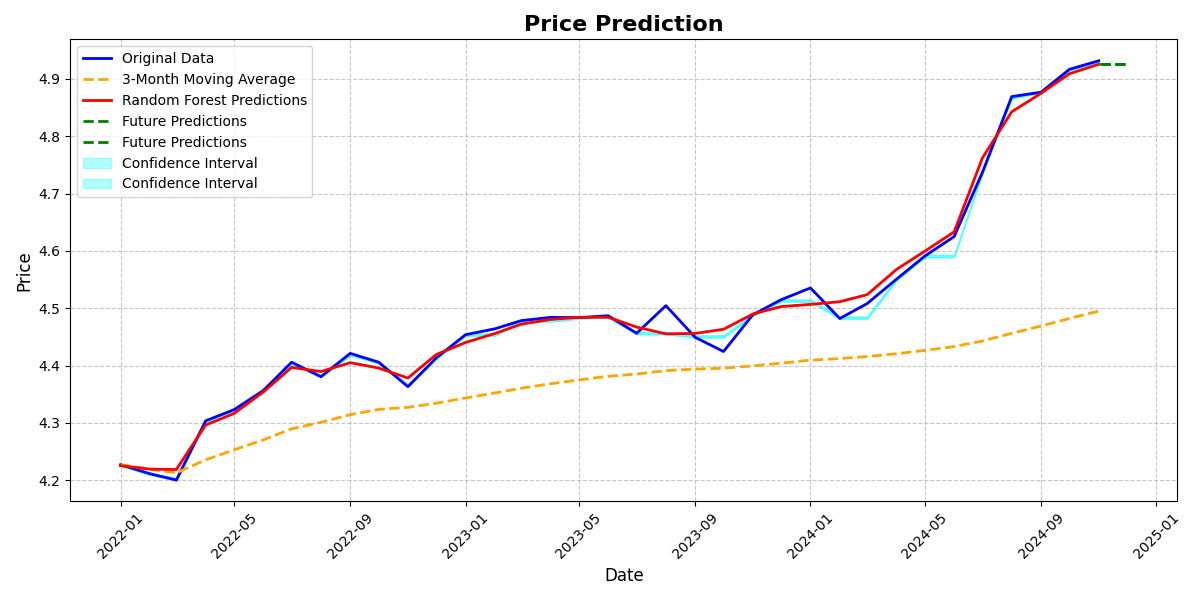 Price Prediction
Original Data
3-Month Moving Average
Random Forest Predictions
Future Predictions
Future Predictions
Confidence Interval
Confidence Interval
Price
4.9
4.8
4.7
4.6
4.5
4.4
4.3
4.2
2022-01
2022-05
2022-09
2023-01
2023-05
2023-09
2024-01
2024-05
2024-09
2025-01
Date